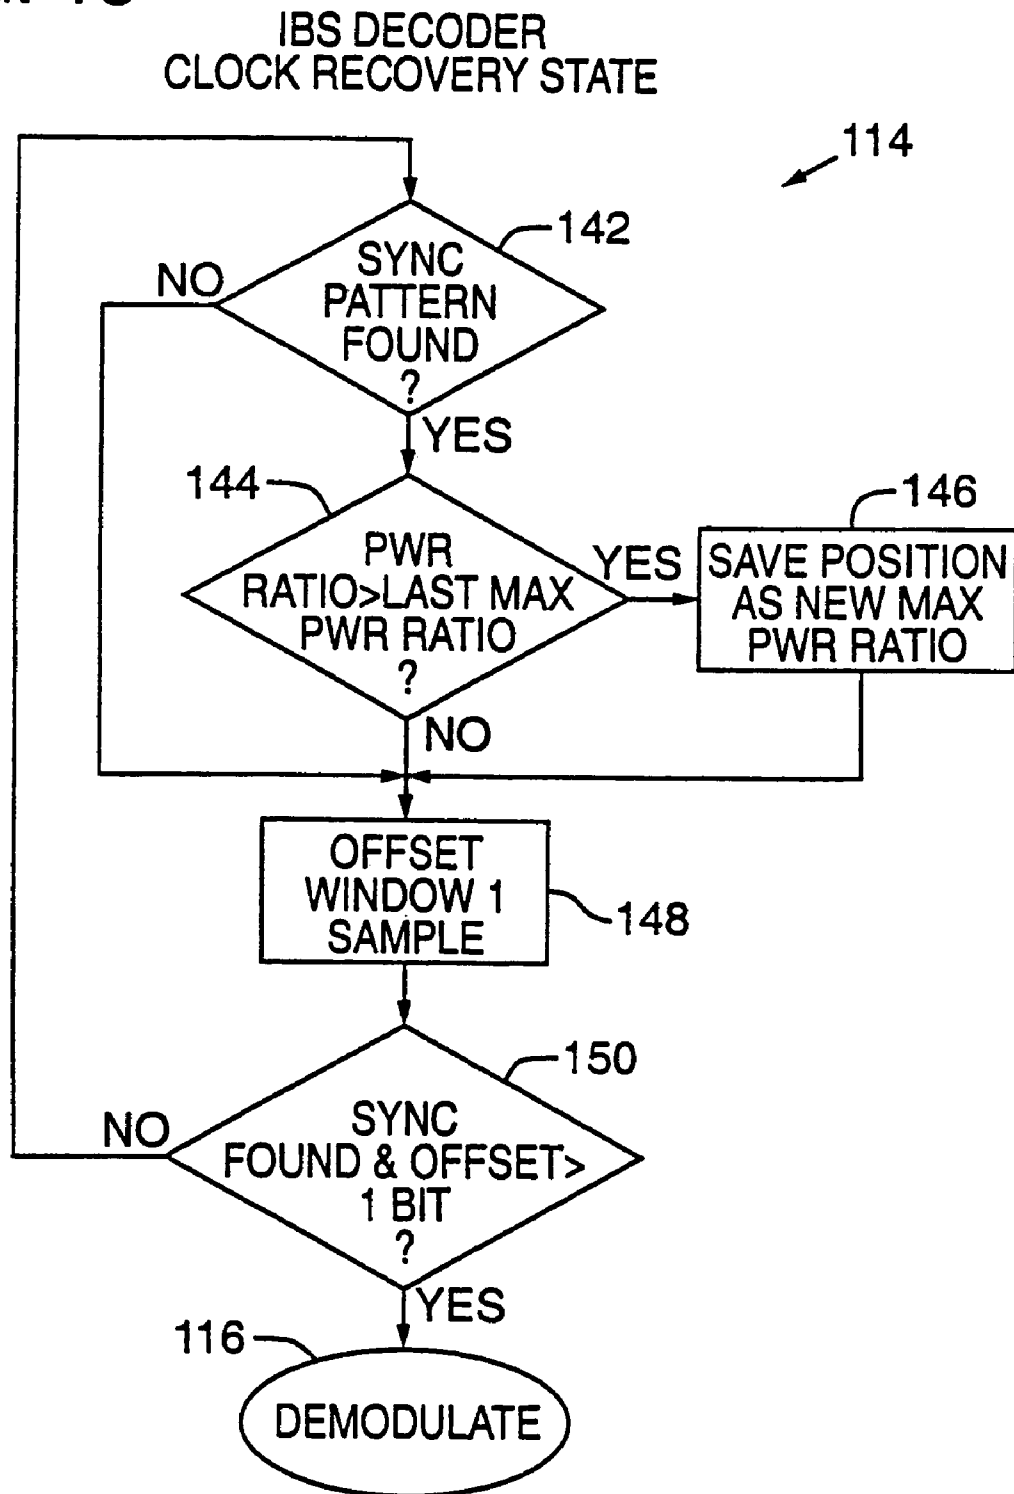 IBS DECODER
CLOCK RECOVERY STATE
114
142
SYNC
PATTERN
FOUND
?
NO
YES
144
PWR
RATIO>LAST MAX
PWR RATIO
?
YES
146
SAVE POSITION
AS NEW MAX
PWR RATIO
NO
OFFSET
WINDOW 1
SAMPLE
148
150
SYNC
FOUND & OFFSET>
1 BIT
?
NO
YES
116
DEMODULATE